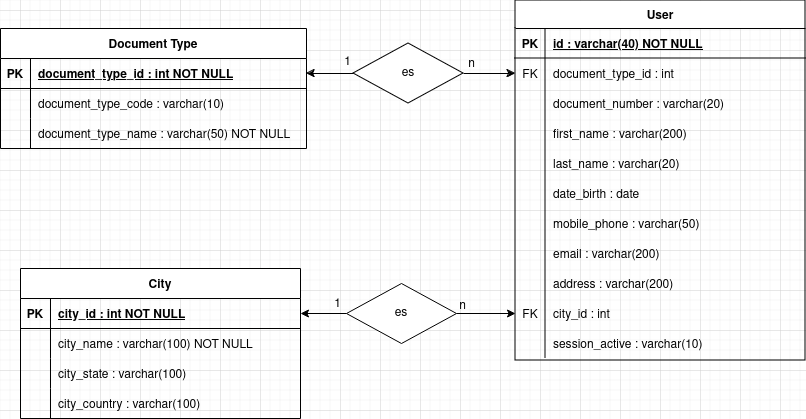 Document Type
PK document_type_id : int NOT NULL
document_type_code : varchar(10)
document_type_name : varchar(50) NOT NULL
1 es n
User
PK id : varchar(40) NOT NULL
FK document_type_id : int
document_number : varchar(20)
first_name : varchar(200)
last_name : varchar(20)
date_birth : date
mobile_phone : varchar(50)
email : varchar(200)
address : varchar(200)
FK city_id : int
session_active : varchar(10)
City
PK city_id : int NOT NULL
city_name : varchar(100) NOT NULL
city_state : varchar(100)
city_country : varchar(100)
1 es n